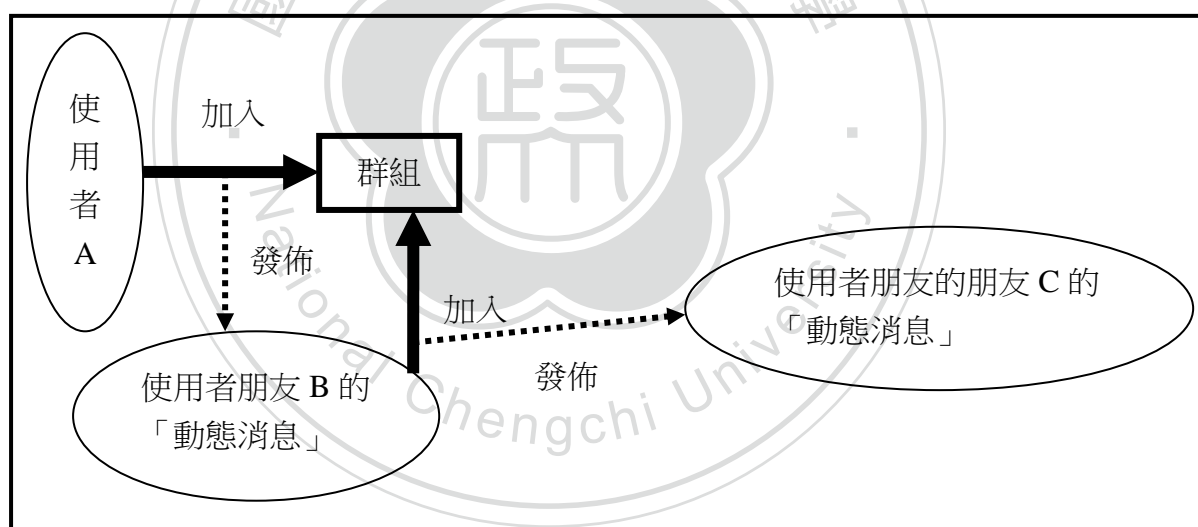 使
用
者
A
加入
群組
發佈
加入
發佈
使用者朋友 B 的
「動態消息」
使用者朋友的朋友 C 的
「動態消息」
國
政
National Chengchi University